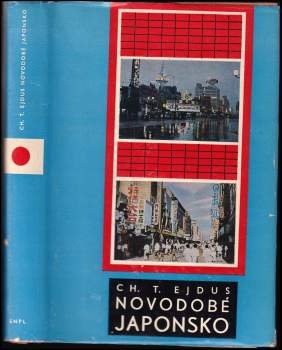 CH. T. EJDUS NOVODOBÉ JAPONSKO
SNPL
CH. T. EJDUS
NOVODOBÉ
JAPONSKO